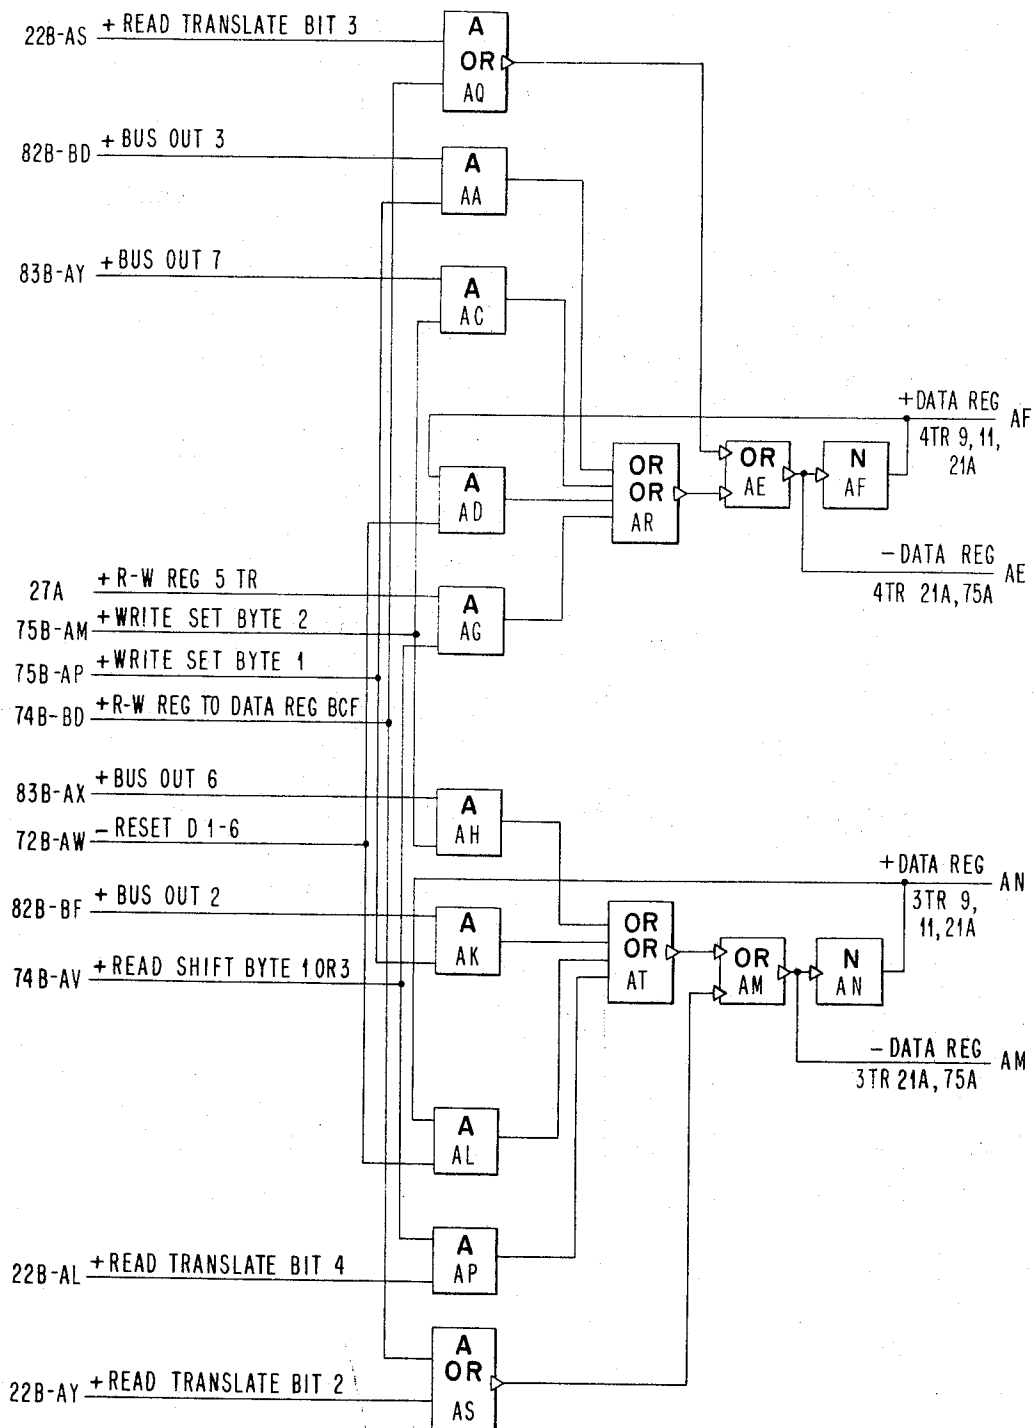 22B-AS + READ TRANSLATE BIT 3
A
OR
AQ
82B-BD + BUS OUT 3
A
AA
83B-AY + BUS OUT 7
A
AC
+DATA REG AF
4TR 9, 11,
21A
A
AD
OR
OR
AR
OR
AE
N
AF
-DATA REG AE
4TR 21A, 75A
27A +R-W REG 5 TR
A
AG
75B-AM +WRITE SET BYTE 2
75B-AP +WRITE SET BYTE 1
74B-BD +R-W REG TO DATA REG BCF
83B-AX +BUS OUT 6
A
AH
72B-AW -RESET D 1-6
+DATA REG AN
3TR 9,
11, 21A
82B-BF + BUS OUT 2
A
AK
OR
OR
AT
OR
AM
N
AN
74B-AV +READ SHIFT BYTE 1 OR 3
-DATA REG AM
3TR 21A, 75A
A
AL
A
AP
22B-AL +READ TRANSLATE BIT 4
A
OR
AS
22B-AY +READ TRANSLATE BIT 2